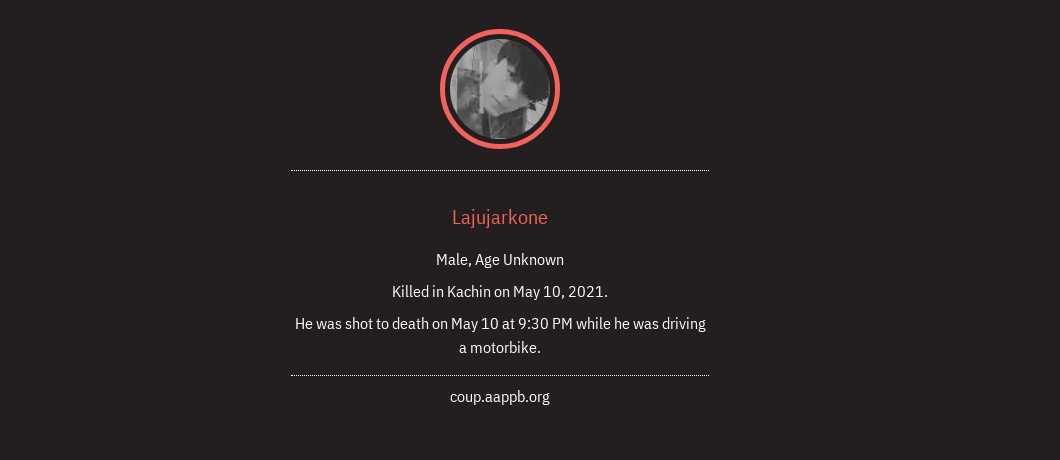 Lajujarkone
Male, Age Unknown
Killed in Kachin on May 10, 2021.
He was shot to death on May 10 at 9:30 PM while he was driving
a motorbike.
coup.aappb.org